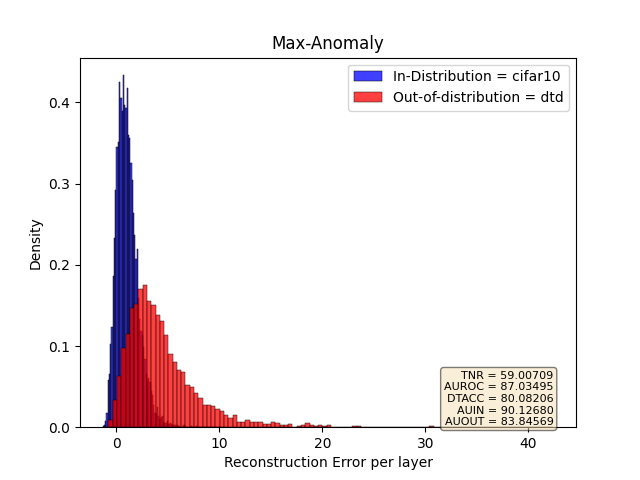 Max-Anomaly
In-Distribution = cifar10
Out-of-distribution = dtd
Density
0.4
0.3
0.2
0.1
0.0
TNR = 59.00709
AUROC = 87.03495
DTACC = 80.08206
AUIN = 90.12680
AUOUT = 83.84569
0 10 20 30 40
Reconstruction Error per layer